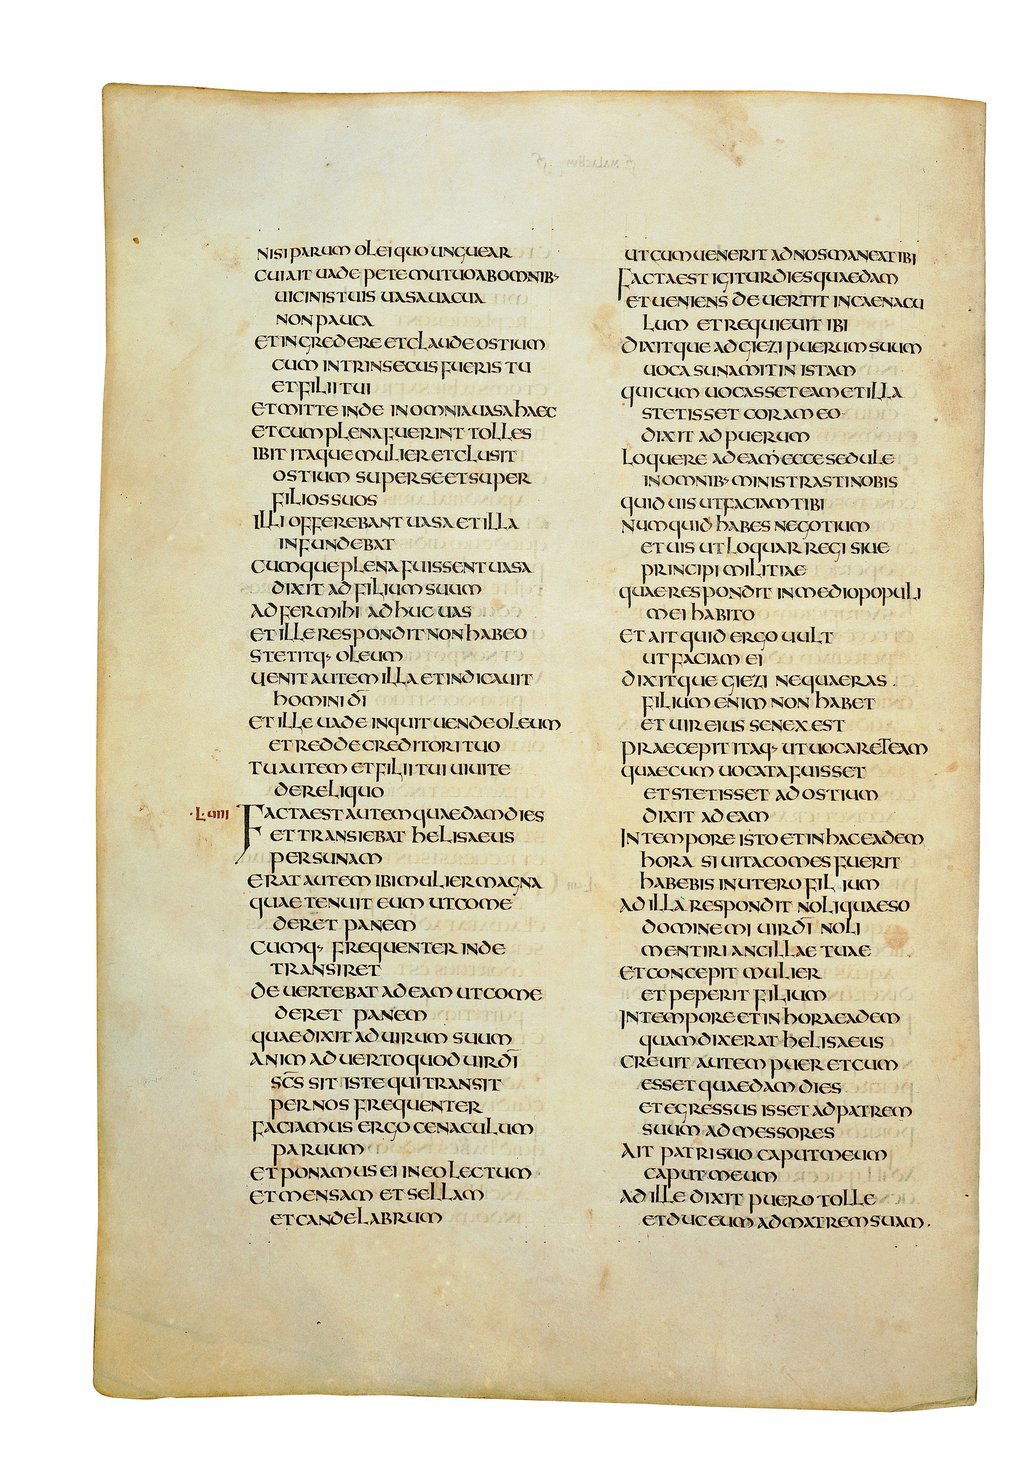 NISI PARUM OLEI QUO UNGUEAR
CUI AIT UADE PETE MUTUO AB OMNIB;
UICINIS TUIS UASA UACUA
NON PAUCA
ET INGREDERE ET CLAUDE OSTIUM
CUM INTRINSECUS FUERIS TU
ET FILII TUI
ET MITTE INDE IN OMNIA UASA HAEC
ET CUM PLENA FUERINT TOLLES
IBIT ITAQUE MULIER ET CLUSIT
OSTIUM SUPER SE ET SUPER
FILIOS SUOS
ILLI OFFEREBANT UASA ET ILLA
INFUNDEBAT
CUMQUE PLENA FUISSENT UASA
DIXIT AD FILIUM SUUM
ADFER MIHI ADHUC UAS
ET ILLE RESPONDIT NON HABEO
STETITQ; OLEUM
UENIT AUTEM ILLA ET INDICAUIT
HOMINI DĪ
ET ILLE UADE INQUIT UENDE OLEUM
ET REDDE CREDITORI TUO
TU AUTEM ET FILII TUI UIUITE
DE RELIQUO
·LIIII FACTA EST AUTEM QUAEDAM DIES
ET TRANSIEBAT HELISAEUS
PER SUNAM
ERAT AUTEM IBI MULIER MAGNA
QUAE TENUIT EUM UT COME
DERET PANEM
CUMQ; FREQUENTER INDE
TRANSIRET
DEUERTEBAT AD EAM UT COME
DERET PANEM
QUAE DIXIT AD UIRUM SUUM
ANIMADUERTO QUOD UIR DĪ
SC̄S SIT ISTE QUI TRANSIT
PER NOS FREQUENTER
FACIAMUS ERGO CENACULUM
PARUUM
ET PONAMUS EI IN EO LECTUM
ET MENSAM ET SELLAM
ET CANDELABRUM
UT CUM UENERIT AD NOS MANEAT IBI
FACTA EST IGITUR DIES QUAEDAM
ET UENIENS DEUERTIT IN CAENACU
LUM ET REQUIEUIT IBI
DIXITQUE AD GIEZI PUERUM SUUM
UOCA SUNAMITIN ISTAM
QUI CUM UOCASSET EAM ET ILLA
STETISSET CORAM EO
DIXIT AD PUERUM
LOQUERE AD EAM ECCE SEDULE
IN OMNIB; MINISTRASTI NOBIS
QUID UIS UT FACIAM TIBI
NUMQUID HABES NEGOTIUM
ET UIS UT LOQUAR REGI SIUE
PRINCIPI MILITIAE
QUAE RESPONDIT IN MEDIO POPULI
MEI HABITO
ET AIT QUID ERGO UULT
UT FACIAM EI
DIXITQUE GIEZI NE QUAERAS .
FILIUM ENIM NON HABET
ET UIR EIUS SENEX EST
PRAECEPIT ITAQ; UT UOCARET EAM
QUAE CUM UOCATA FUISSET
ET STETISSET AD OSTIUM
DIXIT AD EAM
IN TEMPORE ISTO ET IN HAC EADEM
HORA SI UITA COMES FUERIT
HABEBIS IN UTERO FILIUM
AD ILLA RESPONDIT NOLI QUAESO
DOMINE MI UIR DĪ NOLI
MENTIRI ANCILLAE TUAE
ET CONCEPIT MULIER
ET PEPERIT FILIUM
IN TEMPORE ET IN HORA EADEM
QUAM DIXERAT HELISAEUS
CREUIT AUTEM PUER ET CUM
ESSET QUAEDAM DIES
ET EGRESSUS ISSET AD PATREM
SUUM AD MESSORES
AIT PATRI SUO CAPUT MEUM
CAPUT MEUM
AD ILLE DIXIT PUERO TOLLE
ET DUC EUM AD MATREM SUAM .